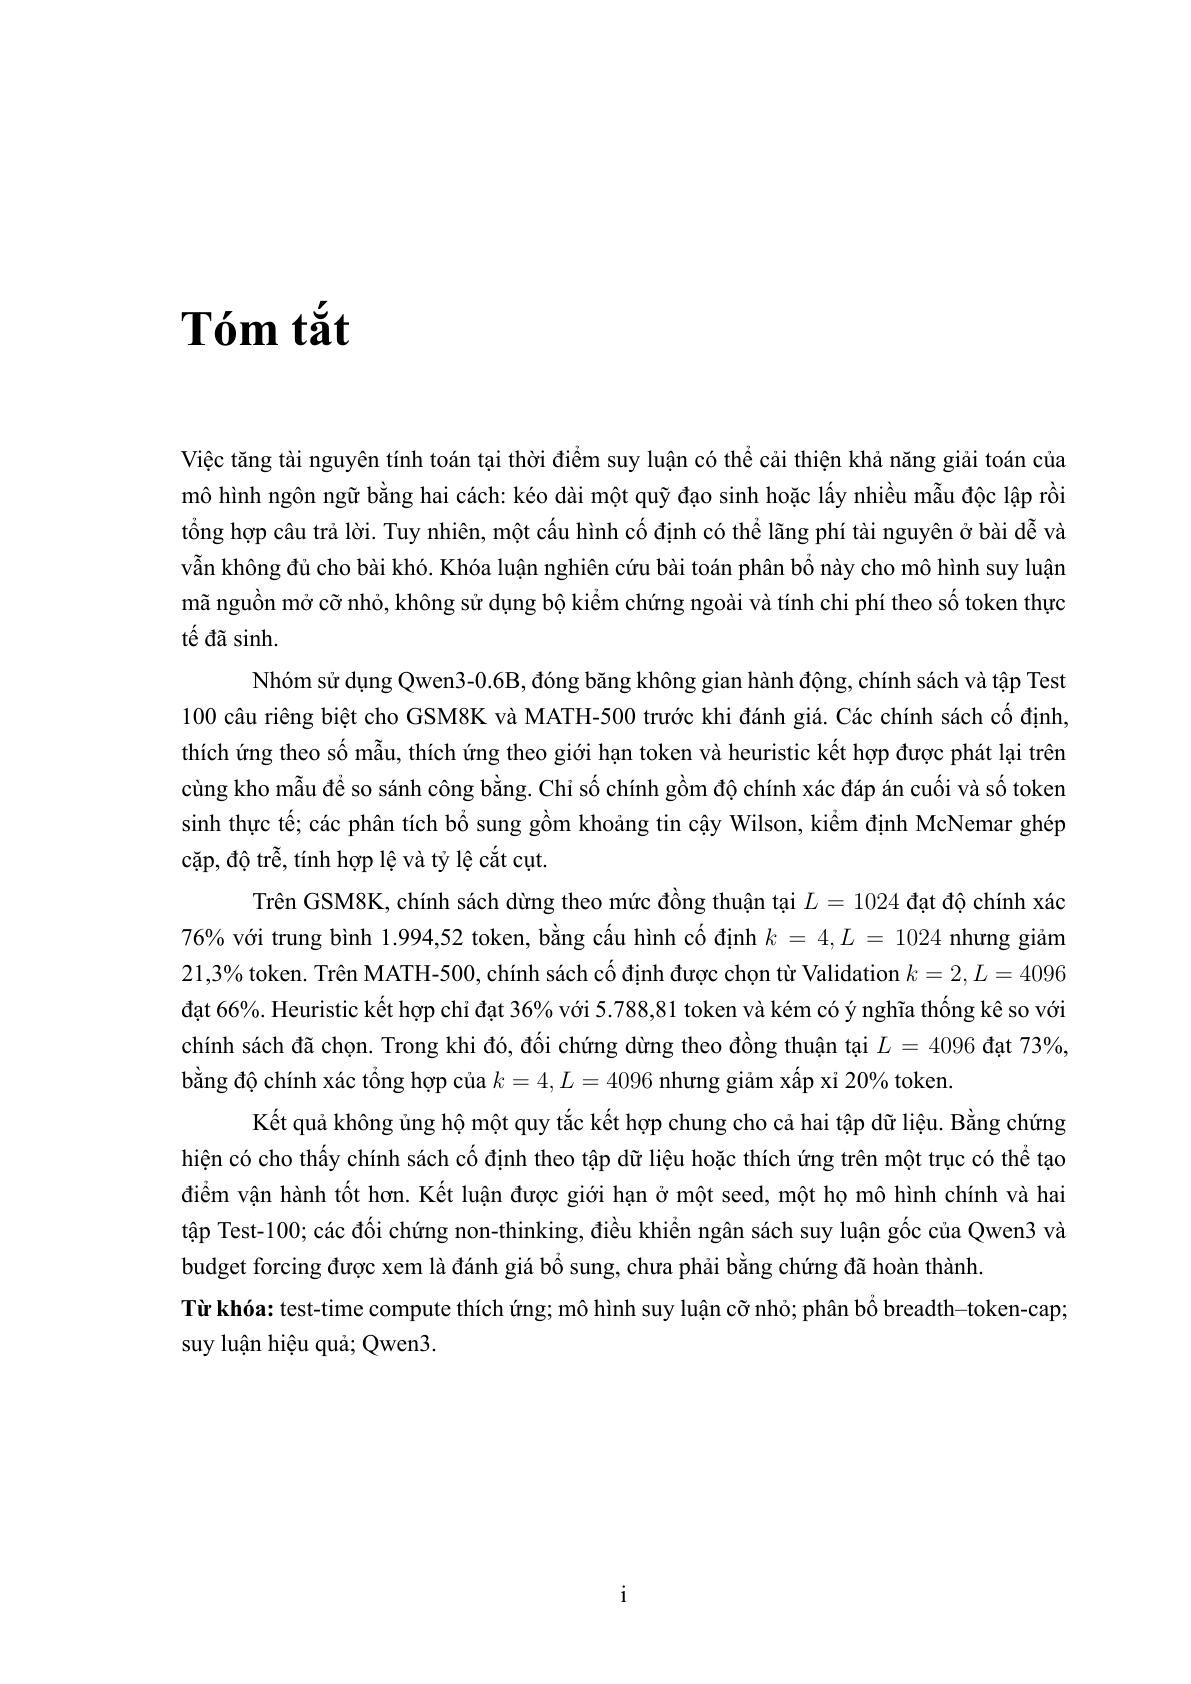 Tóm tắt
Việc tăng tài nguyên tính toán tại thời điểm suy luận có thể cải thiện khả năng giải toán của
mô hình ngôn ngữ bằng hai cách: kéo dài một quỹ đạo sinh hoặc lấy nhiều mẫu độc lập rồi
tổng hợp câu trả lời. Tuy nhiên, một cấu hình cố định có thể lãng phí tài nguyên ở bài dễ và
vẫn không đủ cho bài khó. Khóa luận nghiên cứu bài toán phân bổ này cho mô hình suy luận
mã nguồn mở cỡ nhỏ, không sử dụng bộ kiểm chứng ngoài và tính chi phí theo số token thực
tế đã sinh.
Nhóm sử dụng Qwen3-0.6B, đóng băng không gian hành động, chính sách và tập Test
100 câu riêng biệt cho GSM8K và MATH-500 trước khi đánh giá. Các chính sách cố định,
thích ứng theo số mẫu, thích ứng theo giới hạn token và heuristic kết hợp được phát lại trên
cùng kho mẫu để so sánh công bằng. Chỉ số chính gồm độ chính xác đáp án cuối và số token
sinh thực tế; các phân tích bổ sung gồm khoảng tin cậy Wilson, kiểm định McNemar ghép
cặp, độ trễ, tính hợp lệ và tỷ lệ cắt cụt.
Trên GSM8K, chính sách dừng theo mức đồng thuận tại L = 1024 đạt độ chính xác
76% với trung bình 1.994,52 token, bằng cấu hình cố định k = 4, L = 1024 nhưng giảm
21,3% token. Trên MATH-500, chính sách cố định được chọn từ Validation k = 2, L = 4096
đạt 66%. Heuristic kết hợp chỉ đạt 36% với 5.788,81 token và kém có ý nghĩa thống kê so với
chính sách đã chọn. Trong khi đó, đối chứng dừng theo đồng thuận tại L = 4096 đạt 73%,
bằng độ chính xác tổng hợp của k = 4, L = 4096 nhưng giảm xấp xỉ 20% token.
Kết quả không ủng hộ một quy tắc kết hợp chung cho cả hai tập dữ liệu. Bằng chứng
hiện có cho thấy chính sách cố định theo tập dữ liệu hoặc thích ứng trên một trục có thể tạo
điểm vận hành tốt hơn. Kết luận được giới hạn ở một seed, một họ mô hình chính và hai
tập Test-100; các đối chứng non-thinking, điều khiển ngân sách suy luận gốc của Qwen3 và
budget forcing được xem là đánh giá bổ sung, chưa phải bằng chứng đã hoàn thành.
Từ khóa: test-time compute thích ứng; mô hình suy luận cỡ nhỏ; phân bổ breadth–token-cap;
suy luận hiệu quả; Qwen3.
i